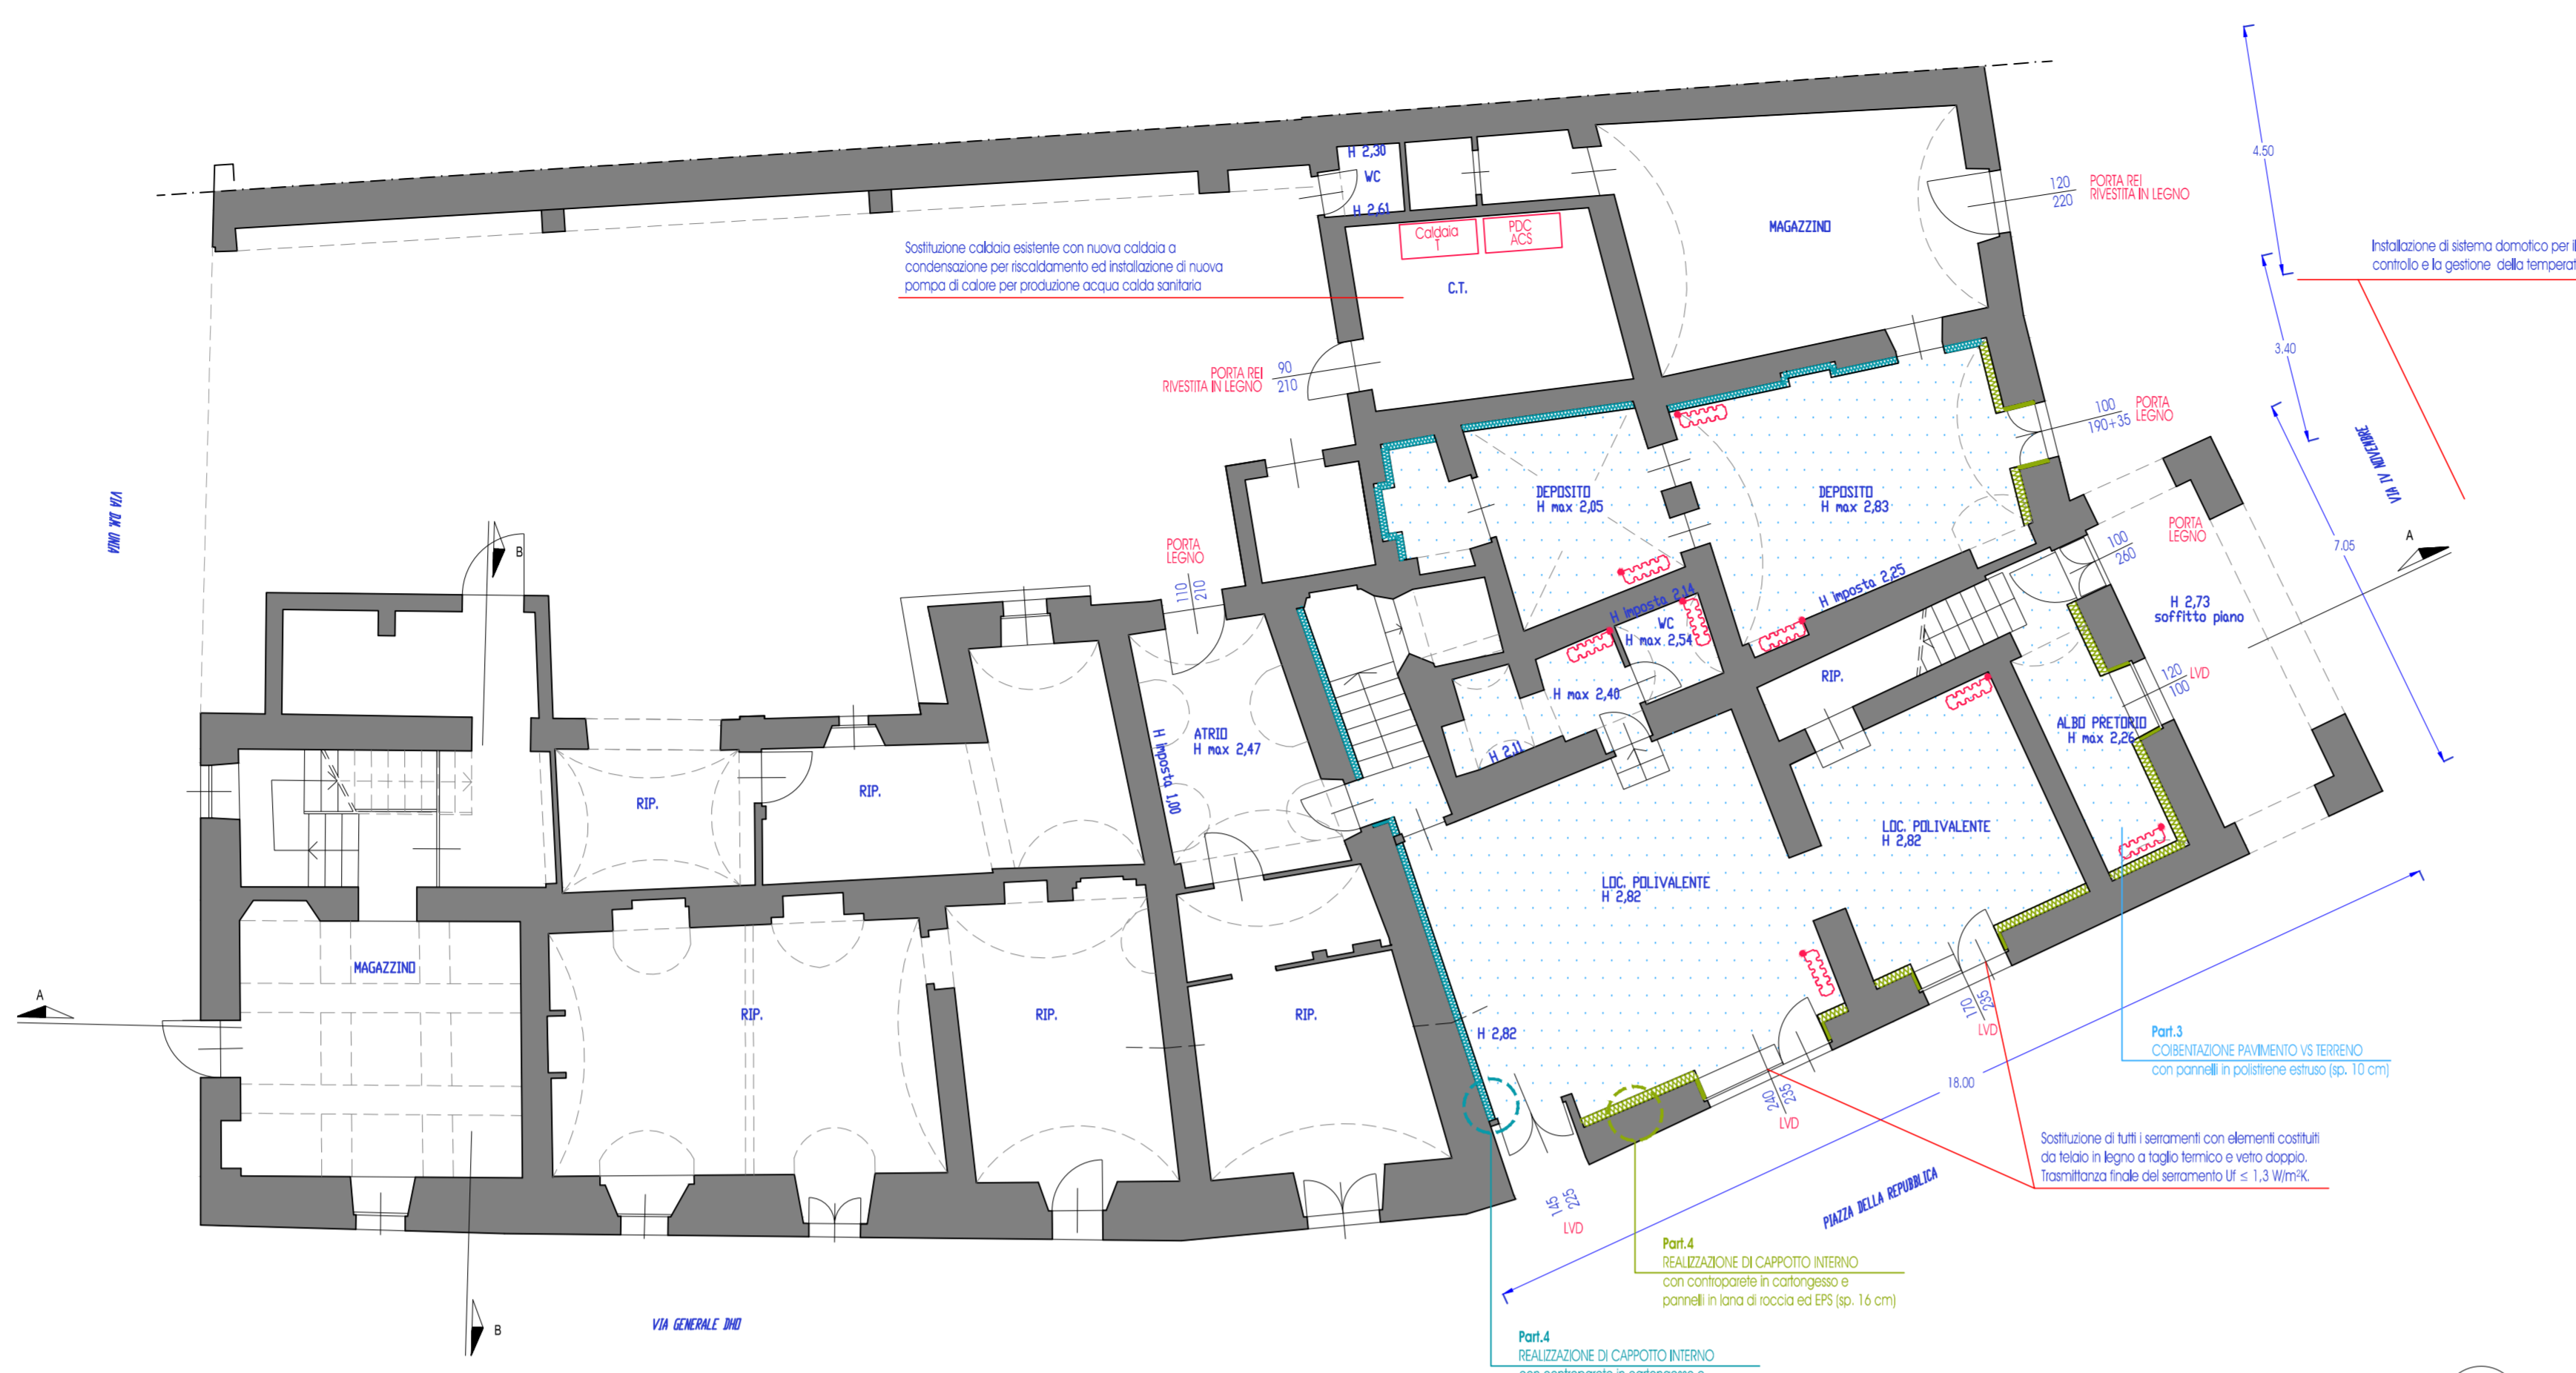 H 2,30
WC
H 2,61
Caldaia
T
PDC
ACS
C.T.
MAGAZZINO
120
220
PORTA REI
RIVESTITA IN LEGNO
4.50
3.40
7.05
Installazione di sistema domotico per il
controllo e la gestione della temperat
Sostituzione caldaia esistente con nuova caldaia a
condensazione per riscaldamento ed installazione di nuova
pompa di calore per produzione acqua calda sanitaria
PORTA REI
RIVESTITA IN LEGNO
90
210
100
190+35
PORTA
LEGNO
VIA IV NOVEMBRE
VIA D.M. UNIA
DEPOSITO
H max 2,05
DEPOSITO
H max 2,83
PORTA
LEGNO
100
260
A
B
PORTA
LEGNO
110
210
H imposta 2,14
H imposta 2,25
WC
H max 2,54
H 2,73
soffitto piano
RIP.
120
100
LVD
H max 2,40
ALBO PRETORIO
H max 2,26
ATRIO
H max 2,47
H imposta 1,00
H 2,11
RIP.
RIP.
LOC. POLIVALENTE
H 2,82
LOC. POLIVALENTE
H 2,82
MAGAZZINO
A
RIP.
RIP.
RIP.
H 2,82
170
235
LVD
Part.3
COIBENTAZIONE PAVIMENTO VS TERRENO
con pannelli in polistirene estruso (sp. 10 cm)
18.00
240
235
LVD
Sostituzione di tutti i serramenti con elementi costituiti
da telaio in legno a taglio termico e vetro doppio.
Trasmittanza finale del serramento Uf ≤ 1,3 W/m²K.
145
225
LVD
PIAZZA DELLA REPUBBLICA
Part.4
REALIZZAZIONE DI CAPPOTTO INTERNO
con controparete in cartongesso e
pannelli in lana di roccia ed EPS (sp. 16 cm)
VIA GENERALE DHO
B
Part.4
REALIZZAZIONE DI CAPPOTTO INTERNO
con controparete in cartongesso e